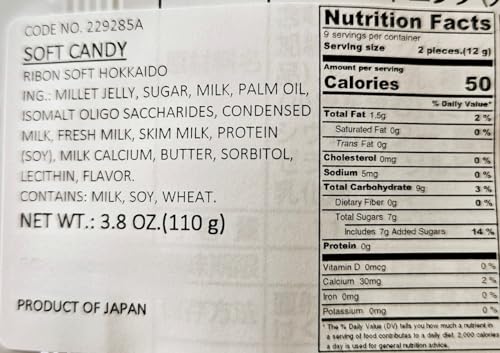 CODE NO. 229285A
SOFT CANDY
RIBON SOFT HOKKAIDO
ING.: MILLET JELLY, SUGAR, MILK, PALM OIL,
ISOMALT OLIGO SACCHARIDES, CONDENSED
MILK, FRESH MILK, SKIM MILK, PROTEIN
(SOY), MILK CALCIUM, BUTTER, SORBITOL,
LECITHIN, FLAVOR.
CONTAINS: MILK, SOY, WHEAT.
NET WT.: 3.8 OZ.(110 g)
PRODUCT OF JAPAN
Nutrition Facts
9 servings per container
Serving size 2 pieces.(12 g)
Amount per serving
Calories 50
% Daily Value*
Total Fat 1.5g 2 %
Saturated Fat 0g 0 %
Trans Fat 0g
Cholesterol 0mg 0 %
Sodium 5mg 0 %
Total Carbohydrate 9g 3 %
Dietary Fiber 0g 0 %
Total Sugars 7g
Includes 7g Added Sugars 14 %
Protein 0g
Vitamin D 0mcg 0 %
Calcium 30mg 2 %
Iron 0mg 0 %
Potassium 0mg 0 %
* The % Daily Value (DV) tells you how much a nutrient in
a serving of food contributes to a daily diet. 2,000 calories
a day is used for general nutrition advice.